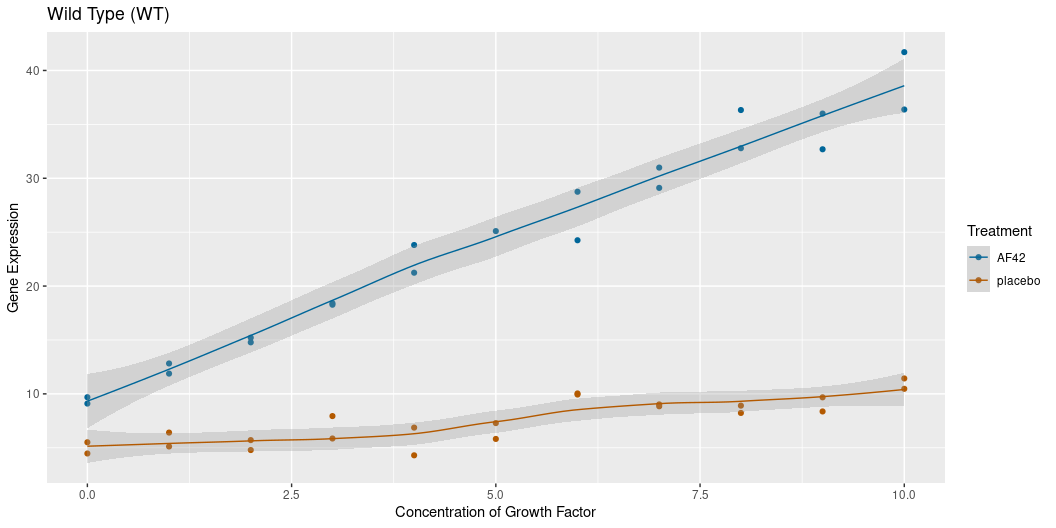 Wild Type (WT)
40
30
20
10
Gene Expression
0.0
2.5
5.0
7.5
10.0
Concentration of Growth Factor
Treatment
AF42
placebo